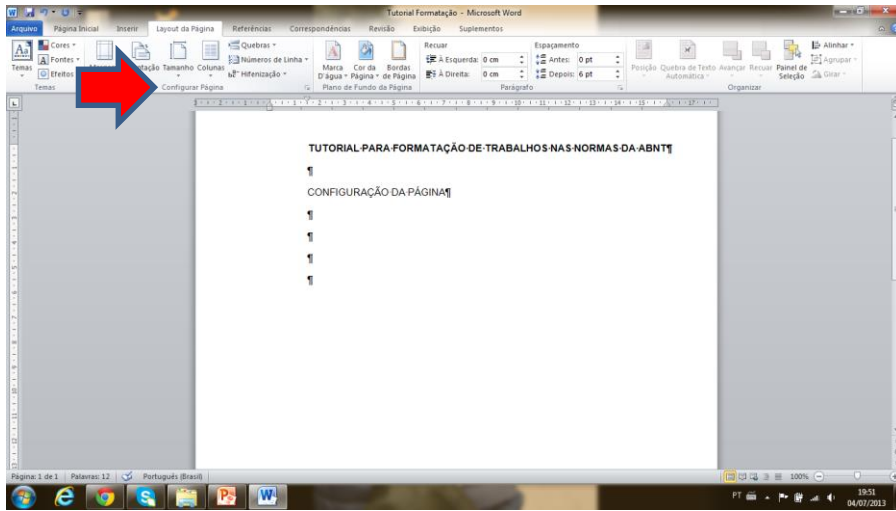 Tutorial Formatação - Microsoft Word
Arquivo Página Inicial Inserir Layout da Página Referências Correspondências Revisão Exibição Suplementos
Temas
Cores
Fontes
Efeitos
Temas
Tamanho Colunas
Quebras
Números de Linha
Hifenização
Configurar Página
Marca D'água
Cor da Página
Bordas de Página
Plano de Fundo da Página
Recuar
À Esquerda: 0 cm
À Direita: 0 cm
Espaçamento
Antes: 0 pt
Depois: 6 pt
Parágrafo
Posição
Quebra de Texto Automática
Avançar
Recuar
Painel de Seleção
Alinhar
Agrupar
Girar
Organizar
TUTORIAL·PARA·FORMATAÇÃO·DE·TRABALHOS·NAS·NORMAS·DA·ABNT¶
¶
CONFIGURAÇÃO·DA·PÁGINA¶
¶
¶
¶
¶
Página: 1 de 1 Palavras: 12 Português (Brasil) 100%
PT 19:51
04/07/2013